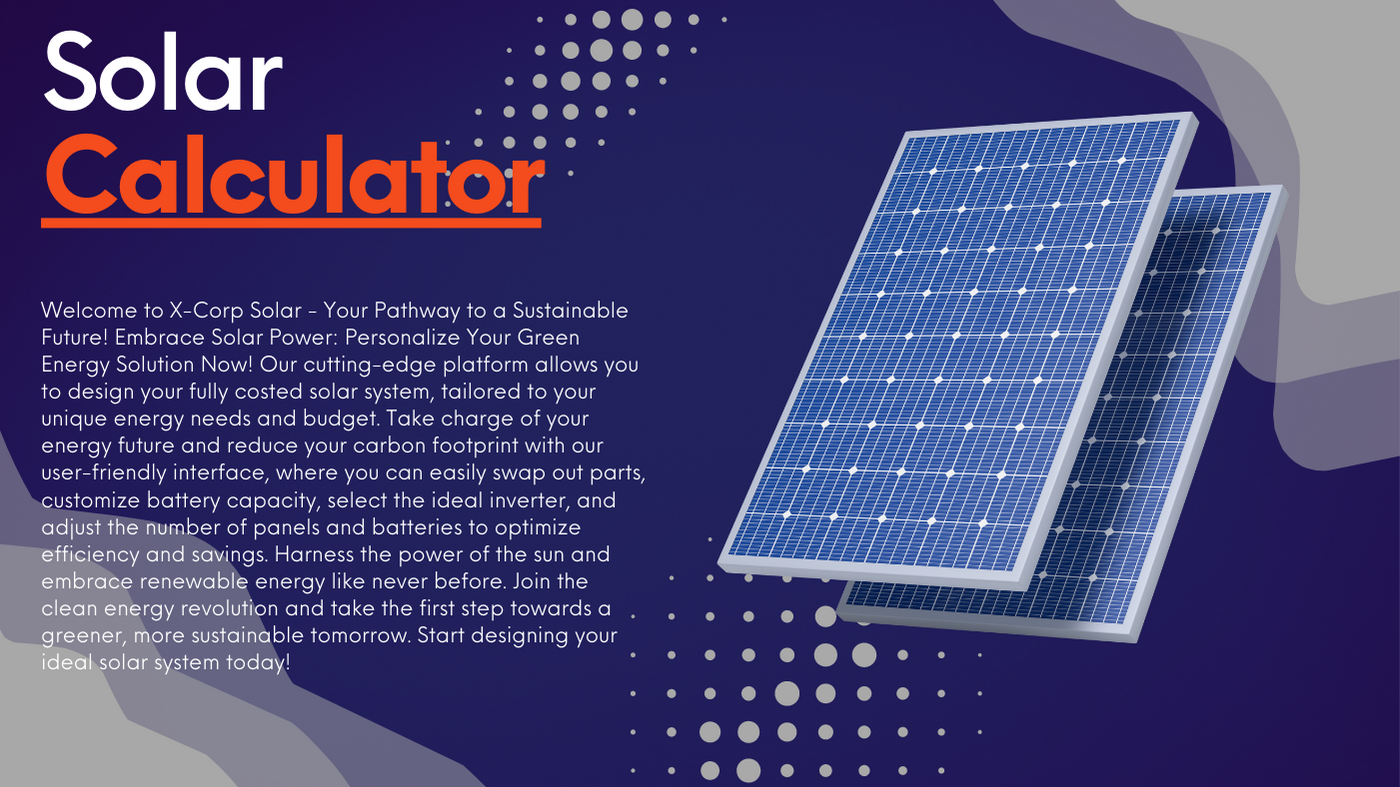 Solar
Calculator
Welcome to X-Corp Solar - Your Pathway to a Sustainable
Future! Embrace Solar Power: Personalize Your Green
Energy Solution Now! Our cutting-edge platform allows you
to design your fully costed solar system, tailored to your
unique energy needs and budget. Take charge of your
energy future and reduce your carbon footprint with our
user-friendly interface, where you can easily swap out parts,
customize battery capacity, select the ideal inverter, and
adjust the number of panels and batteries to optimize
efficiency and savings. Harness the power of the sun and
embrace renewable energy like never before. Join the
clean energy revolution and take the first step towards a
greener, more sustainable tomorrow. Start designing your
ideal solar system today!